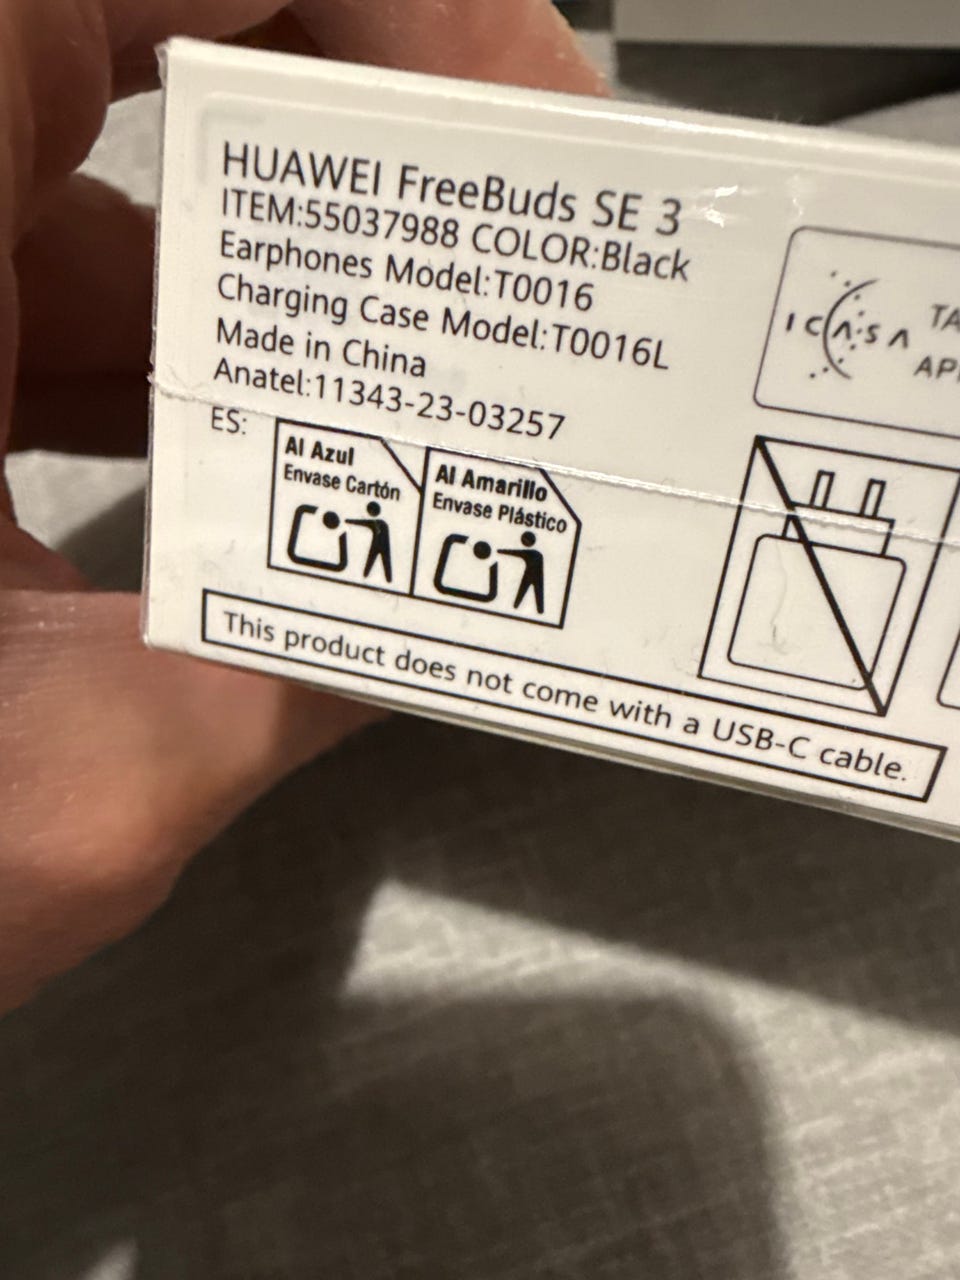 HUAWEI FreeBuds SE 3
ITEM:55037988 COLOR:Black
Earphones Model:T0016
Charging Case Model:T0016L
Made in China
Anatel:11343-23-03257
ES:
Al Azul
Envase Cartón
Al Amarillo
Envase Plástico
ICASA
This product does not come with a USB-C cable.